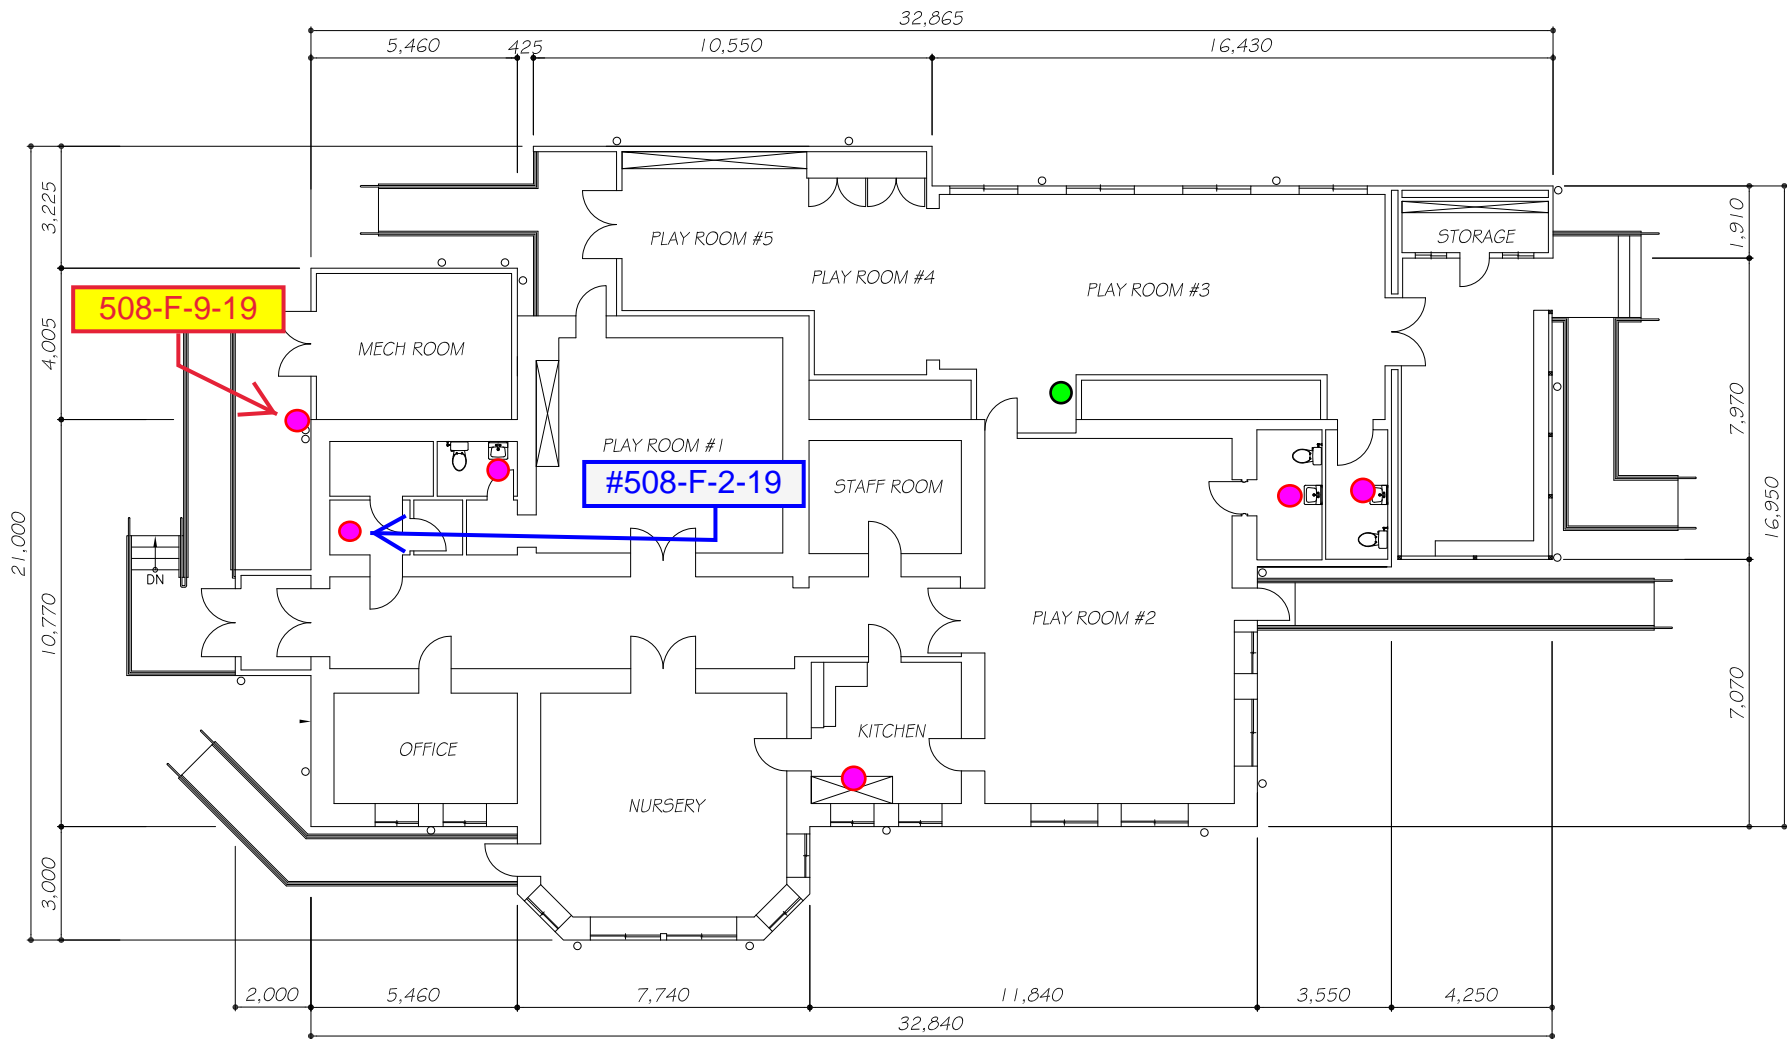 32,865
5,460
425
10,550
16,430
3,225
1,910
PLAY ROOM #5
STORAGE
PLAY ROOM #4
PLAY ROOM #3
508-F-9-19
4,005
MECH ROOM
7,970
PLAY ROOM #1
#508-F-2-19
STAFF ROOM
21,000
16,950
DN
10,770
PLAY ROOM #2
7,070
KITCHEN
OFFICE
NURSERY
3,000
2,000
5,460
7,740
11,840
3,550
4,250
32,840